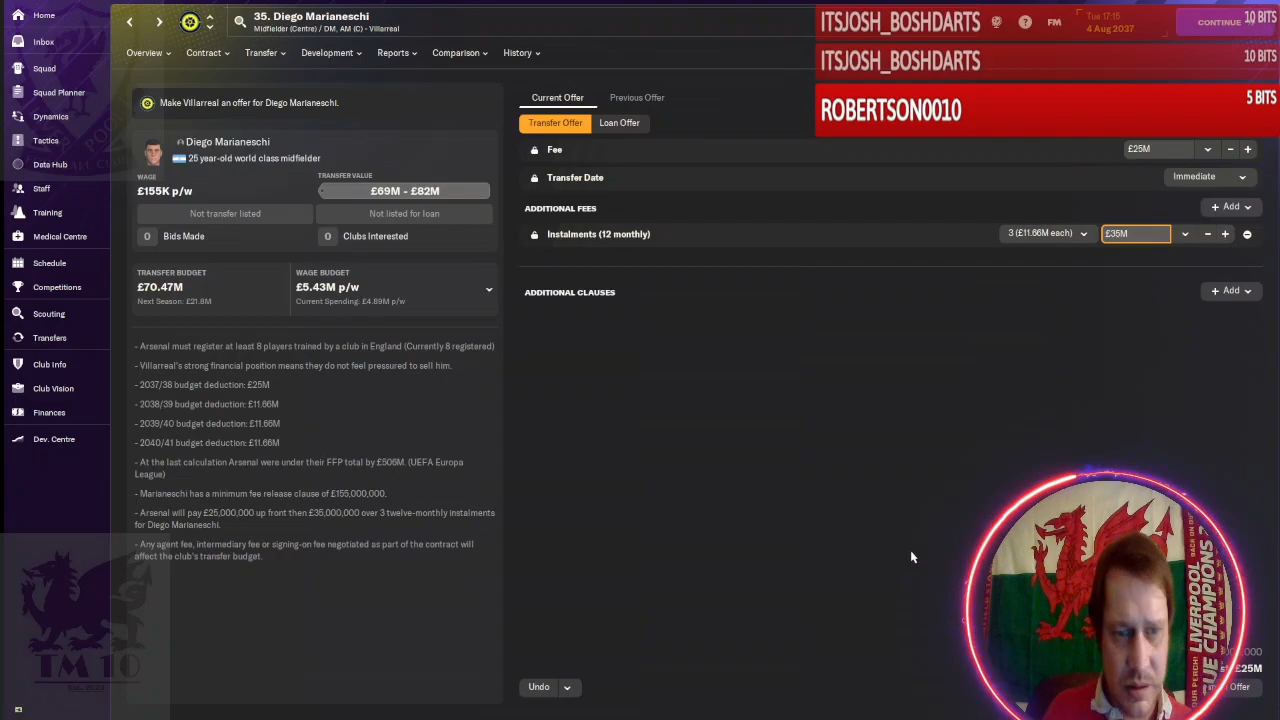 Home
Inbox
Squad
Squad Planner
Dynamics
Tactics
Data Hub
Staff
Training
Medical Centre
Schedule
Competitions
Scouting
Transfers
Club Info
Club Vision
Finances
Dev. Centre
TM 10
35. Diego Marianeschi
Midfielder (Centre) / DM, AM (C) - Villarreal
FM
Tue 17:15
4 Aug 2037
CONTINUE
ITSJOSH_BOSHDARTS
10 BITS
ITSJOSH_BOSHDARTS
10 BITS
ROBERTSON0010
5 BITS
Overview
Contract
Transfer
Development
Reports
Comparison
History
Make Villarreal an offer for Diego Marianeschi.
Diego Marianeschi
25 year-old world class midfielder
WAGE
£155K p/w
TRANSFER VALUE
£69M - £82M
Not transfer listed
Not listed for loan
0 Bids Made
0 Clubs Interested
TRANSFER BUDGET
£70.47M
Next Season: £21.8M
WAGE BUDGET
£5.43M p/w
Current Spending: £4.89M p/w
- Arsenal must register at least 8 players trained by a club in England (Currently 8 registered)
- Villarreal's strong financial position means they do not feel pressured to sell him.
- 2037/38 budget deduction: £25M
- 2038/39 budget deduction: £11.66M
- 2039/40 budget deduction: £11.66M
- 2040/41 budget deduction: £11.66M
- At the last calculation Arsenal were under their FFP total by £506M. (UEFA Europa
League)
- Marianeschi has a minimum fee release clause of £155,000,000.
- Arsenal will pay £25,000,000 up front then £35,000,000 over 3 twelve-monthly instalments
for Diego Marianeschi.
- Any agent fee, intermediary fee or signing-on fee negotiated as part of the contract will
affect the club's transfer budget.
Current Offer
Previous Offer
Transfer Offer
Loan Offer
Fee
£25M
Transfer Date
Immediate
ADDITIONAL FEES
+ Add
Instalments (12 monthly)
3 (£11.66M each)
£35M
ADDITIONAL CLAUSES
+ Add
Undo
£25M
Offer
LIVERPOOL
CHAMPIONS